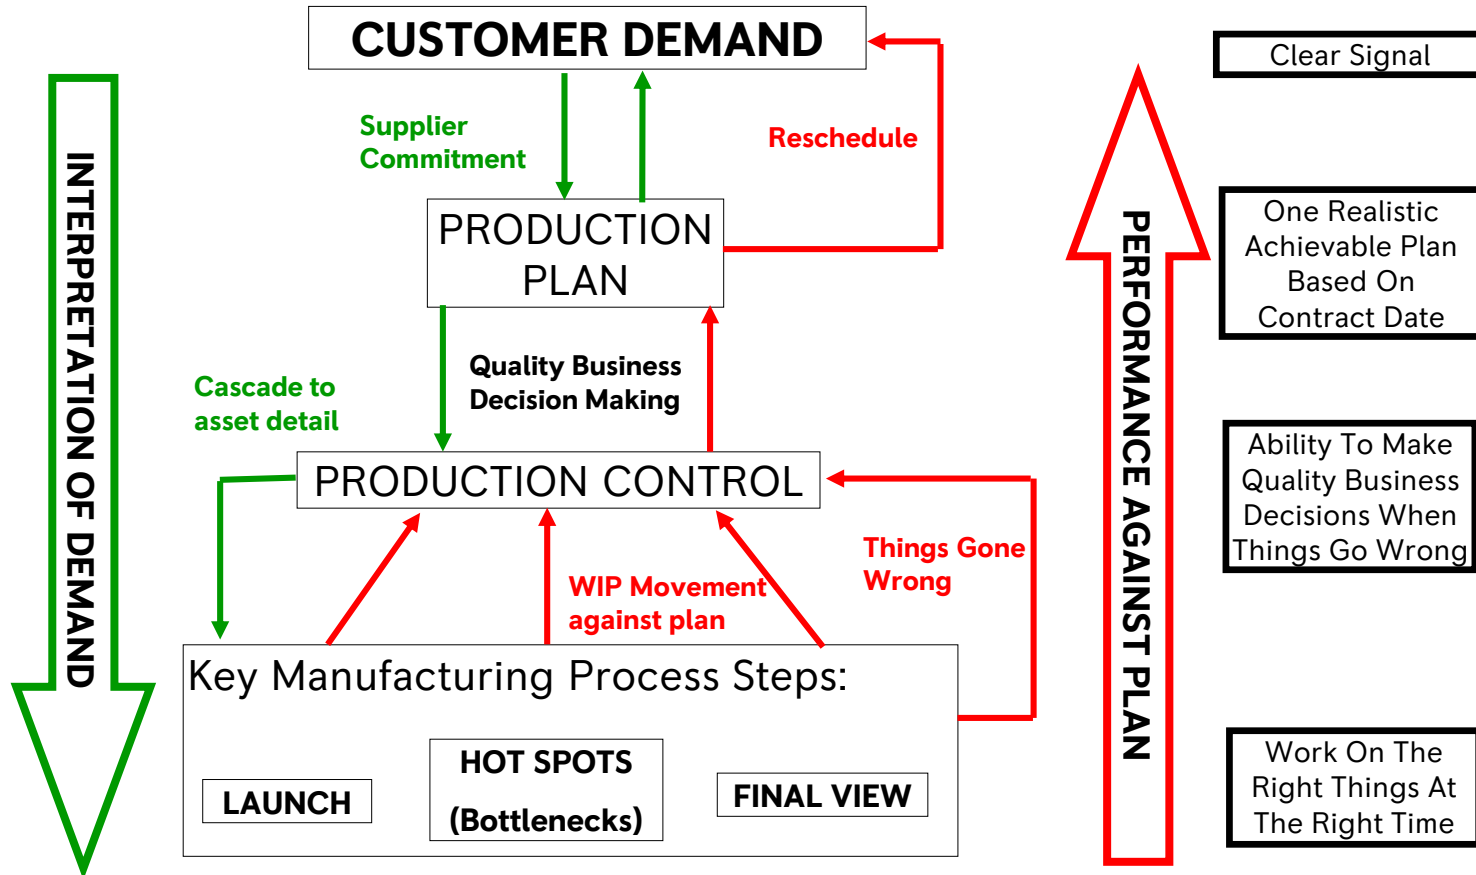 CUSTOMER DEMAND
Clear Signal
Supplier
Commitment
Reschedule
INTERPRETATION OF DEMAND
PERFORMANCE AGAINST PLAN
PRODUCTION
PLAN
One Realistic
Achievable Plan
Based On
Contract Date
Quality Business
Decision Making
Cascade to
asset detail
PRODUCTION CONTROL
Ability To Make
Quality Business
Decisions When
Things Go Wrong
Things Gone
Wrong
WIP Movement
against plan
Key Manufacturing Process Steps:
LAUNCH
HOT SPOTS
(Bottlenecks)
FINAL VIEW
Work On The
Right Things At
The Right Time